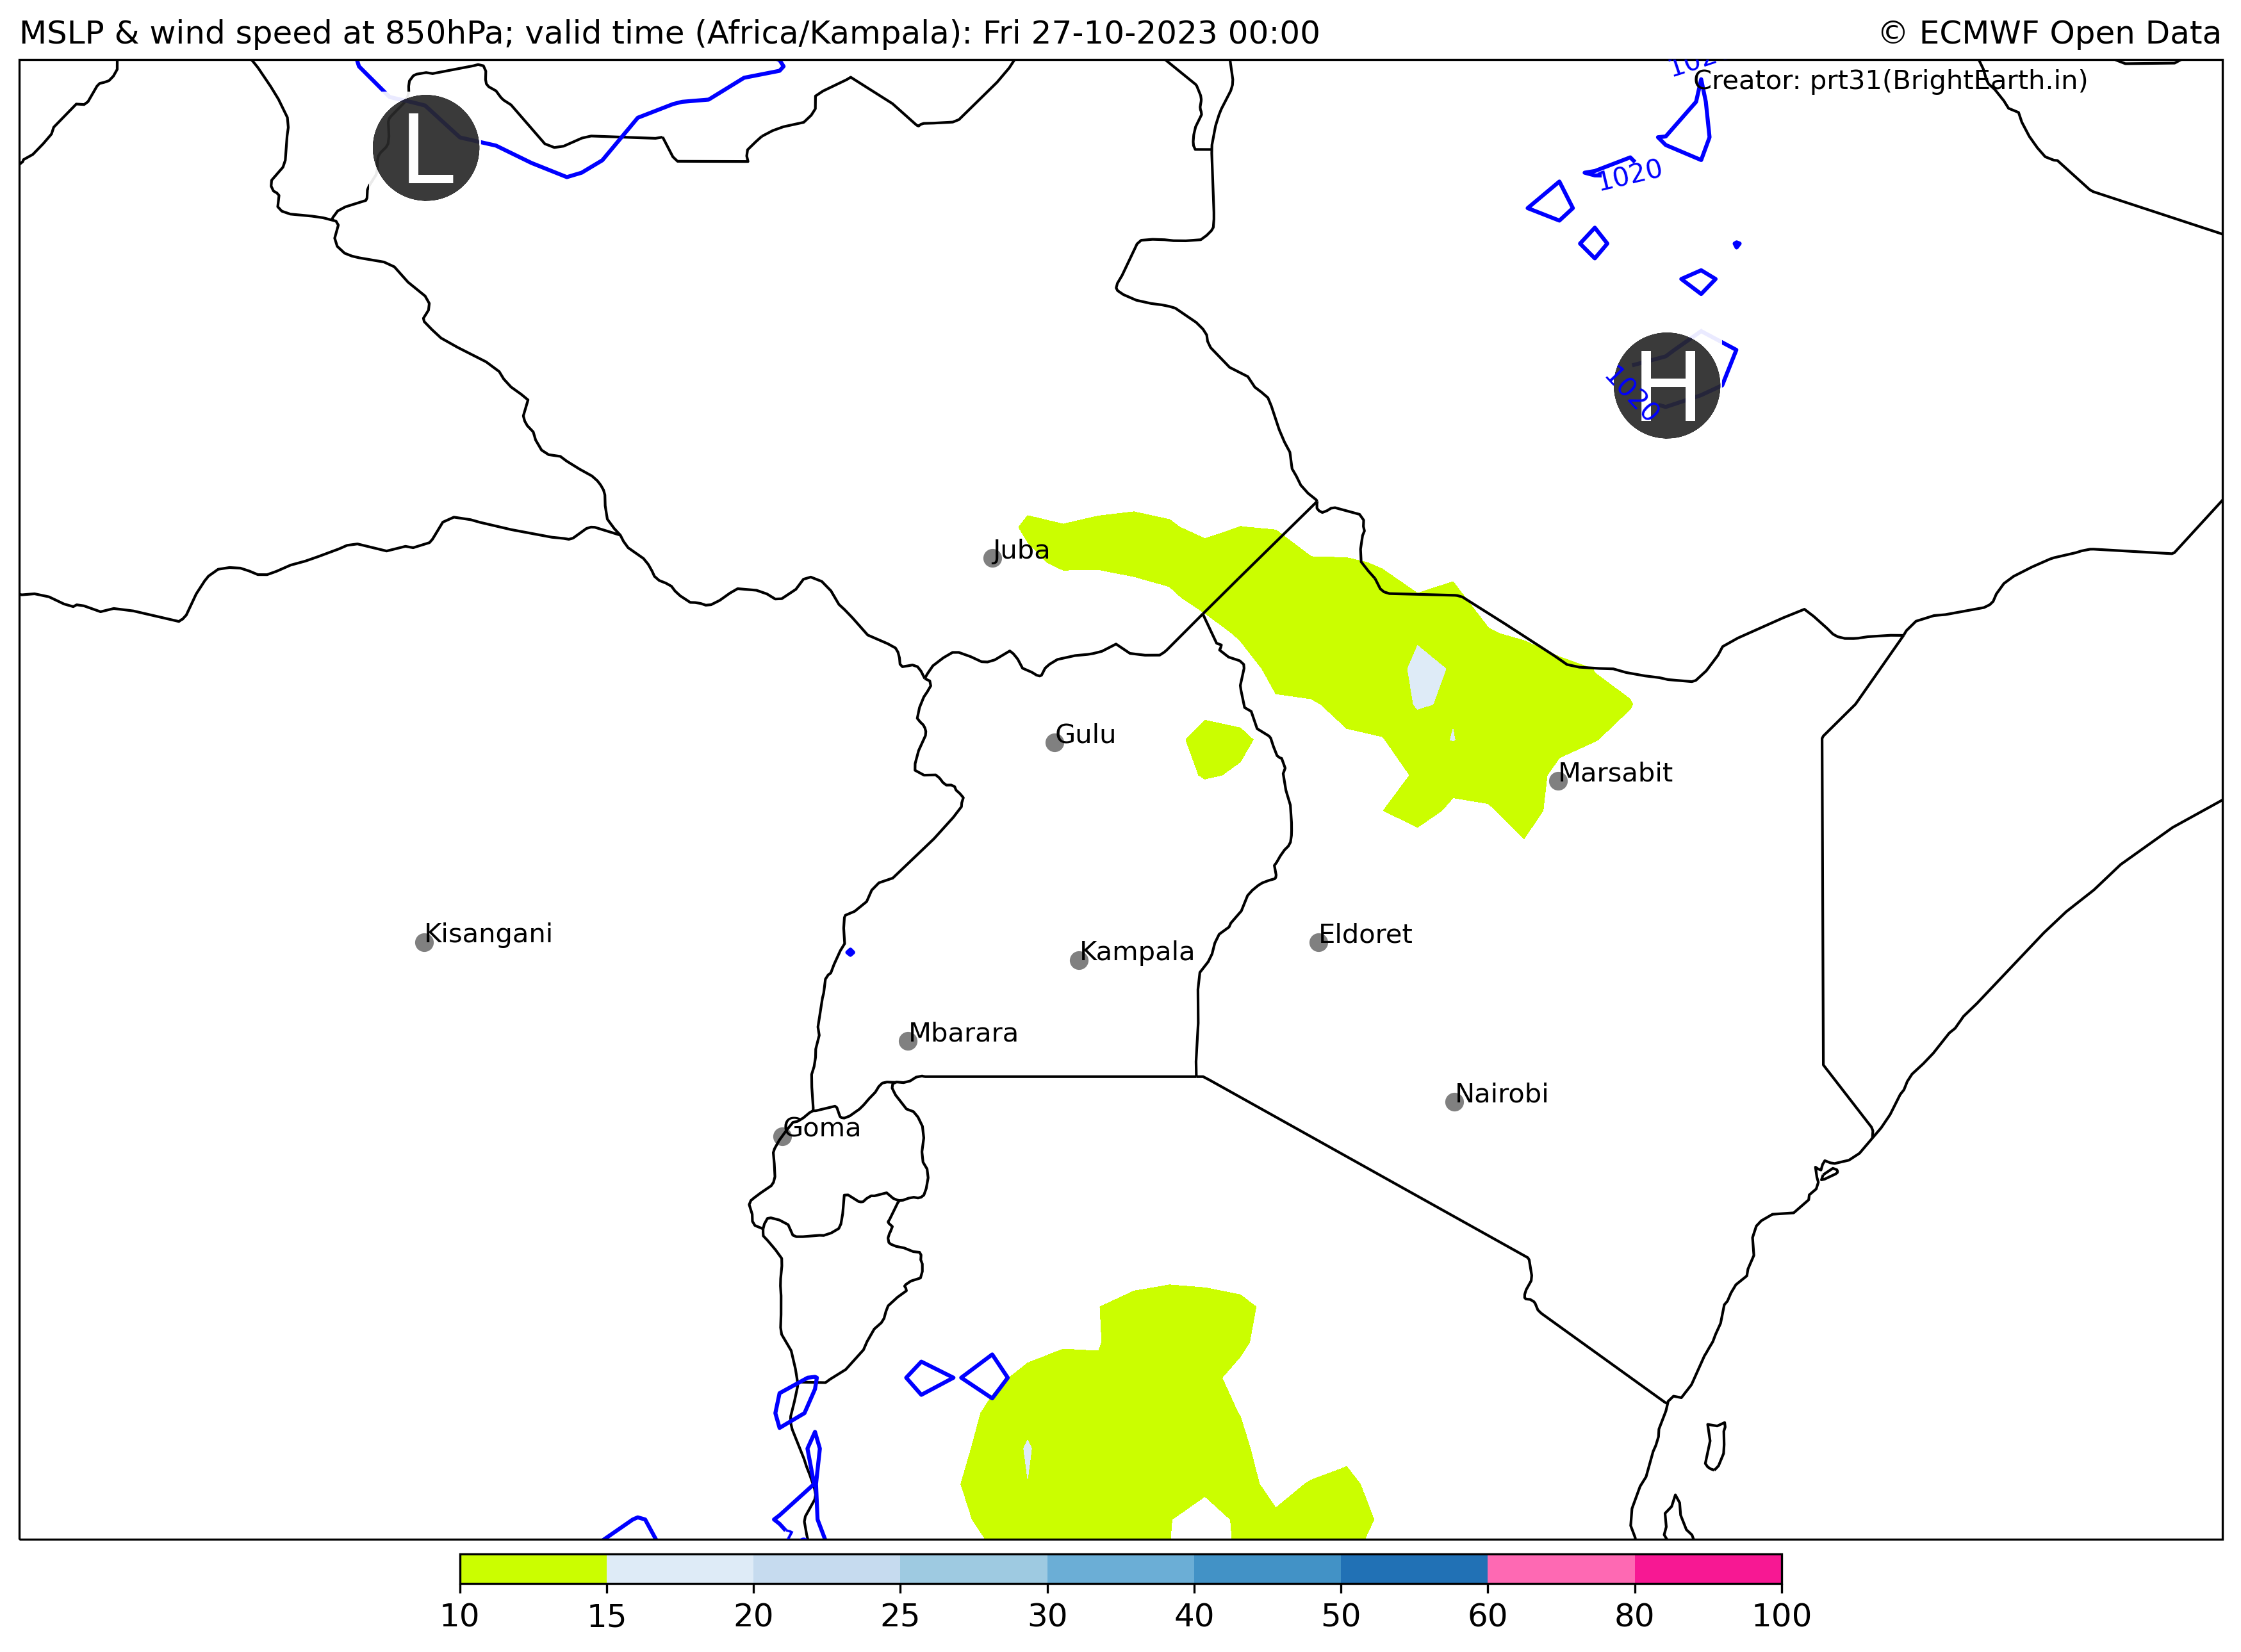 MSLP & wind speed at 850hPa; valid time (Africa/Kampala): Fri 27-10-2023 00:00
© ECMWF Open Data
Creator: prt31(BrightEarth.in)
L
1020
H
1020
Juba
Gulu
Marsabit
Kisangani
Eldoret
Kampala
Mbarara
Nairobi
Goma
10 15 20 25 30 40 50 60 80 100